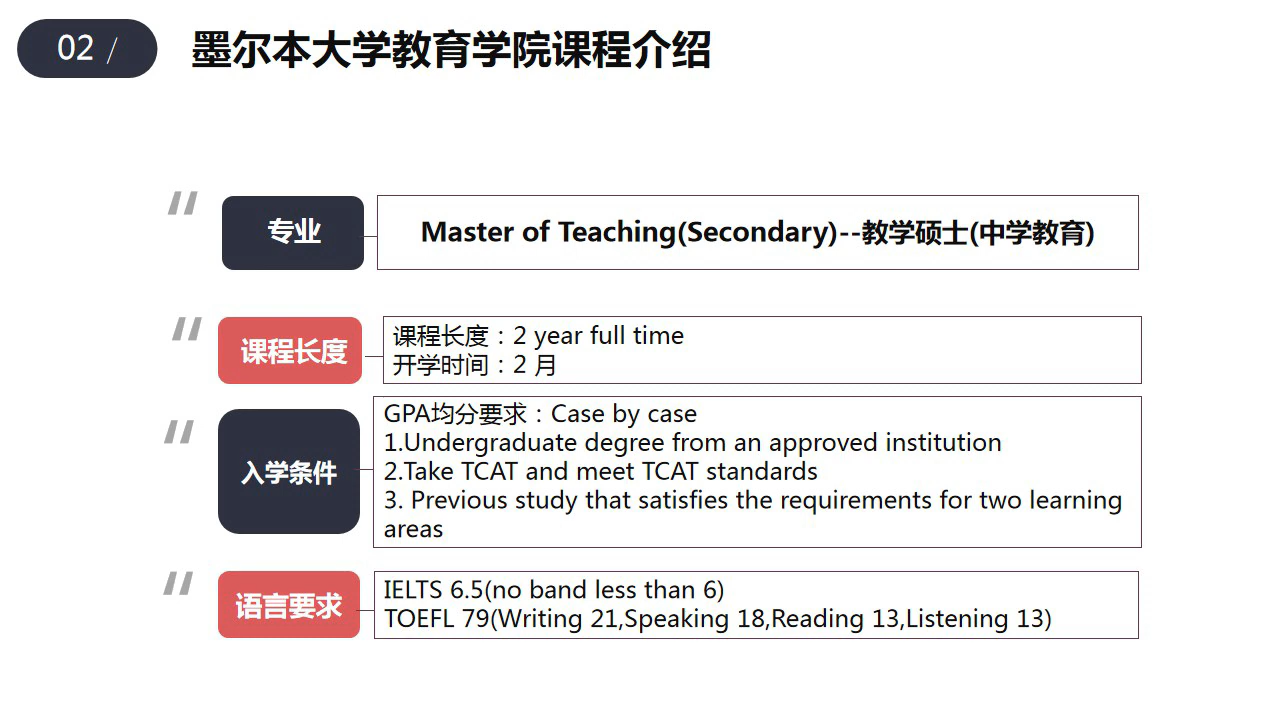 02 /
墨尔本大学教育学院课程介绍
专业
Master of Teaching(Secondary)--教学硕士(中学教育)
课程长度
课程长度：2 year full time
开学时间：2 月
入学条件
GPA均分要求：Case by case
1.Undergraduate degree from an approved institution
2.Take TCAT and meet TCAT standards
3. Previous study that satisfies the requirements for two learning
areas
语言要求
IELTS 6.5(no band less than 6)
TOEFL 79(Writing 21,Speaking 18,Reading 13,Listening 13)